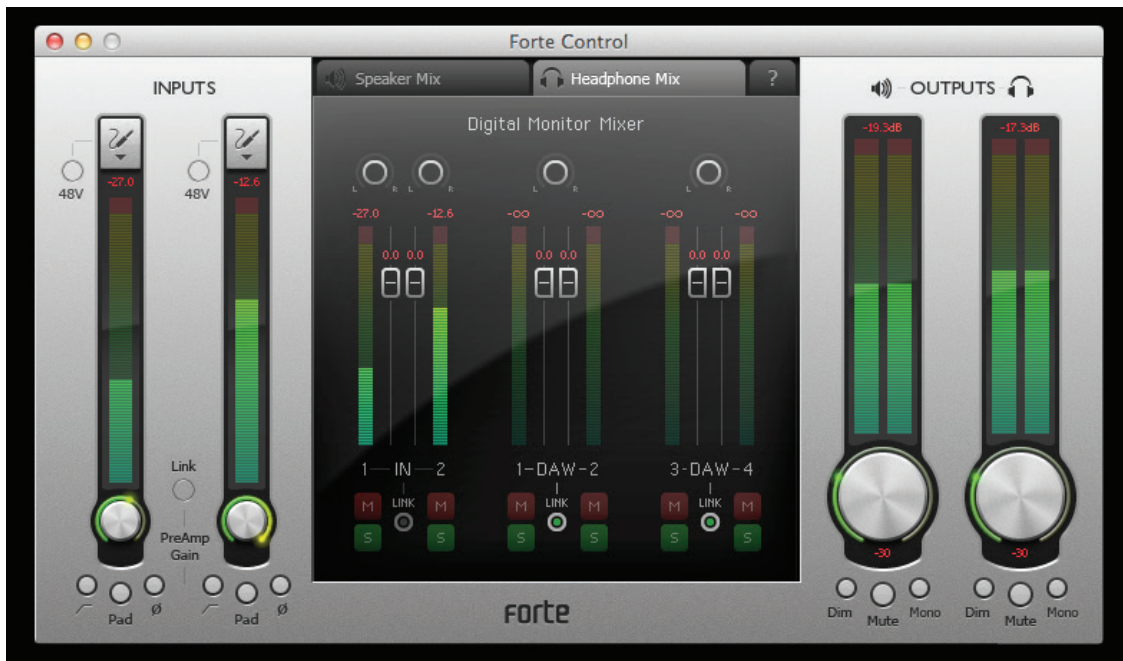 Forte Control
INPUTS
48V
-27.0
48V
-12.6
Link
PreAmp
Gain
Pad
ø
Pad
ø
Speaker Mix
Headphone Mix
?
Digital Monitor Mixer
L R L R
L R
L R
-27.0 -12.6
-∞ -∞
-∞ -∞
0.0 0.0
0.0 0.0
0.0 0.0
1 — IN — 2
1-DAW-2
3-DAW-4
M LINK M
M LINK M
M LINK M
S S
S S
S S
Forte
OUTPUTS
-19.3dB
-17.3dB
-30
-30
Dim Mute Mono
Dim Mute Mono